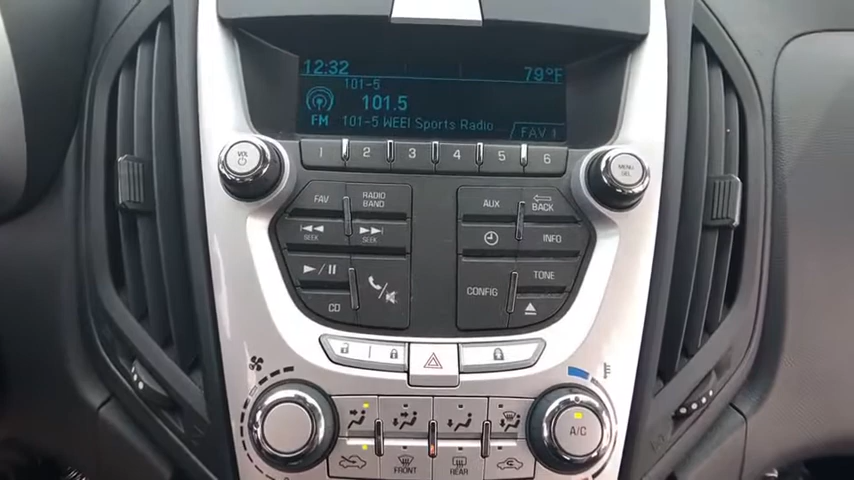 12:32 79°F
101-5
101.5
FM 101-5 WEEI Sports Radio FAV 1
VOL 1 2 3 4 5 6 MENU
SEL
FAV RADIO
BAND AUX BACK
SEEK SEEK INFO
CONFIG TONE
CD
A/C
FRONT REAR